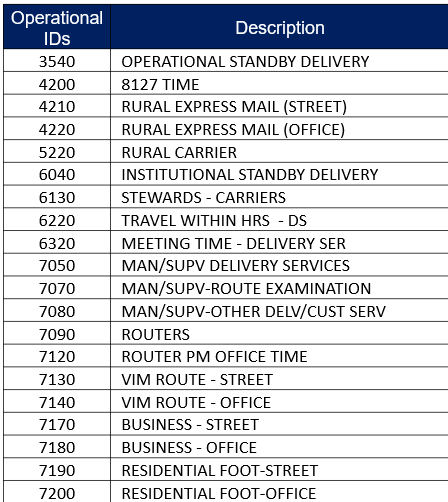 Operational IDs Description
3540 OPERATIONAL STANDBY DELIVERY
4200 8127 TIME
4210 RURAL EXPRESS MAIL (STREET)
4220 RURAL EXPRESS MAIL (OFFICE)
5220 RURAL CARRIER
6040 INSTITUTIONAL STANDBY DELIVERY
6130 STEWARDS - CARRIERS
6220 TRAVEL WITHIN HRS - DS
6320 MEETING TIME - DELIVERY SER
7050 MAN/SUPV DELIVERY SERVICES
7070 MAN/SUPV-ROUTE EXAMINATION
7080 MAN/SUPV-OTHER DELV/CUST SERV
7090 ROUTERS
7120 ROUTER PM OFFICE TIME
7130 VIM ROUTE - STREET
7140 VIM ROUTE - OFFICE
7170 BUSINESS - STREET
7180 BUSINESS - OFFICE
7190 RESIDENTIAL FOOT-STREET
7200 RESIDENTIAL FOOT-OFFICE